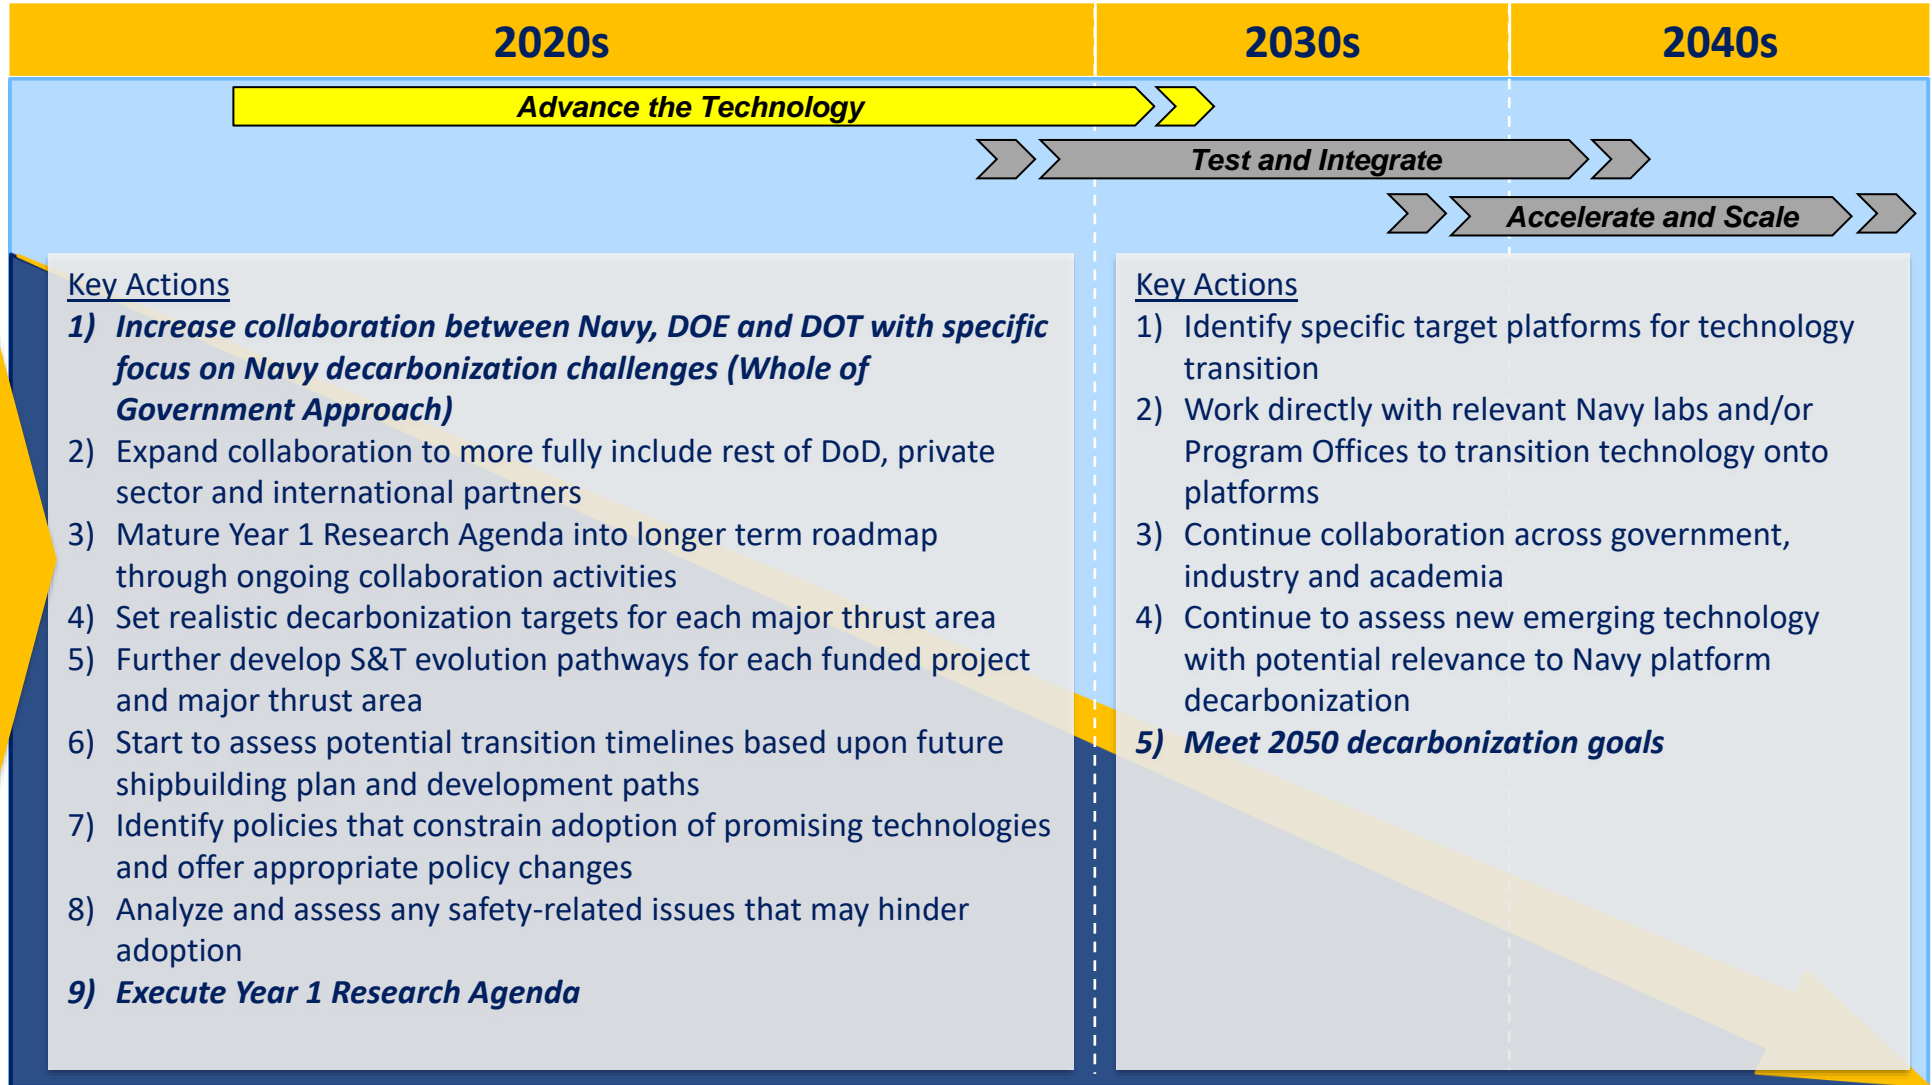 2020s
2030s
2040s
Advance the Technology
Test and Integrate
Accelerate and Scale
Key Actions
1) Increase collaboration between Navy, DOE and DOT with specific
focus on Navy decarbonization challenges (Whole of
Government Approach)
2) Expand collaboration to more fully include rest of DoD, private
sector and international partners
3) Mature Year 1 Research Agenda into longer term roadmap
through ongoing collaboration activities
4) Set realistic decarbonization targets for each major thrust area
5) Further develop S&T evolution pathways for each funded project
and major thrust area
6) Start to assess potential transition timelines based upon future
shipbuilding plan and development paths
7) Identify policies that constrain adoption of promising technologies
and offer appropriate policy changes
8) Analyze and assess any safety-related issues that may hinder
adoption
9) Execute Year 1 Research Agenda
Key Actions
1) Identify specific target platforms for technology
transition
2) Work directly with relevant Navy labs and/or
Program Offices to transition technology onto
platforms
3) Continue collaboration across government,
industry and academia
4) Continue to assess new emerging technology
with potential relevance to Navy platform
decarbonization
5) Meet 2050 decarbonization goals